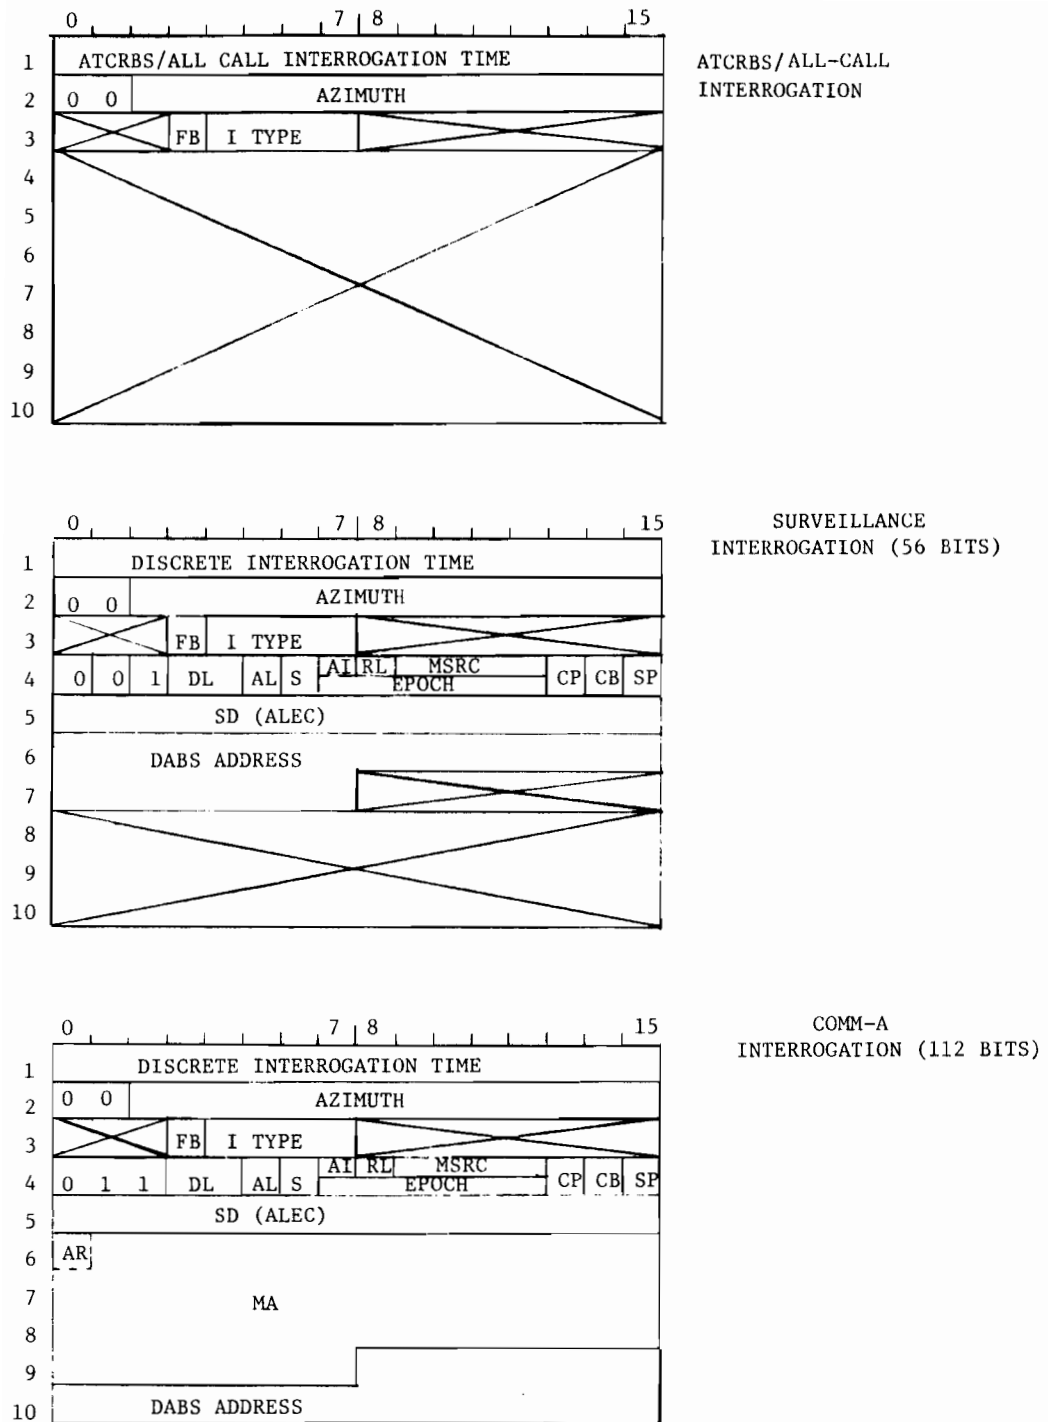 0 7 8 15
1 ATCRBS/ALL CALL INTERROGATION TIME
ATCRBS/ALL-CALL
INTERROGATION
2 0 0 AZIMUTH
3 FB I TYPE
4
5
6
7
8
9
10
0 7 8 15
SURVEILLANCE
INTERROGATION (56 BITS)
1 DISCRETE INTERROGATION TIME
2 0 0 AZIMUTH
3 FB I TYPE
4 0 0 1 DL AL S AI RL MSRC CP CB SP
EPOCH
5 SD (ALEC)
6 DABS ADDRESS
7
8
9
10
0 7 8 15
COMM-A
INTERROGATION (112 BITS)
1 DISCRETE INTERROGATION TIME
2 0 0 AZIMUTH
3 FB I TYPE
4 0 1 1 DL AL S AI RL MSRC CP CB SP
EPOCH
5 SD (ALEC)
6 AR
7 MA
8
9
10 DABS ADDRESS